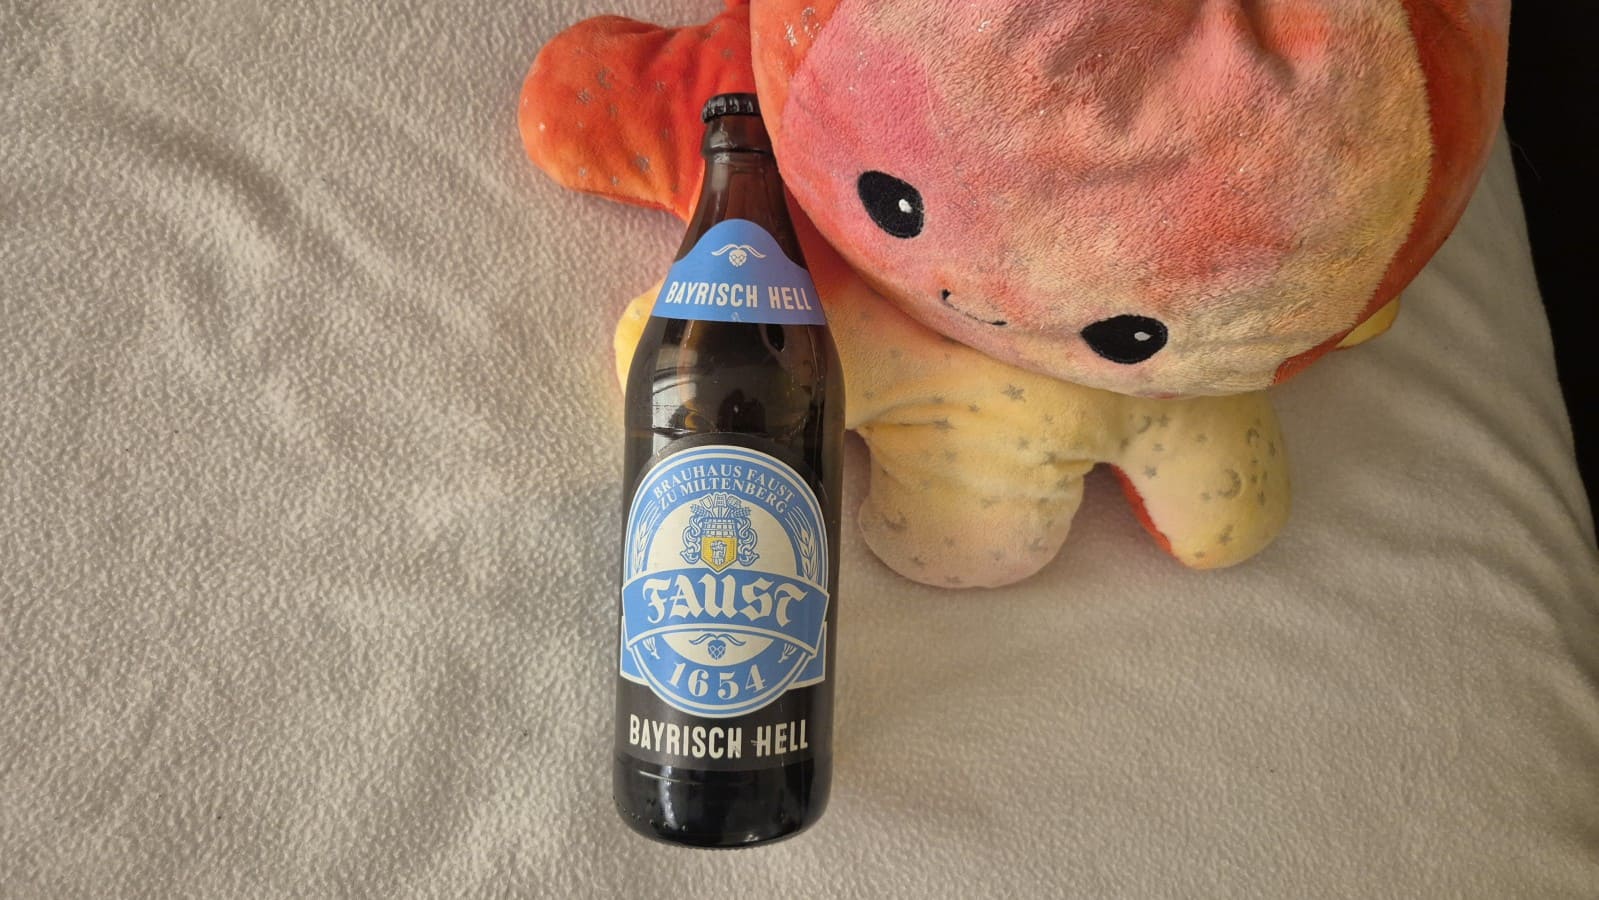 BAYRISCH HELL
BRAUHAUS FAUST
ZU MILTENBERG
FAUST
1654
BAYRISCH HELL